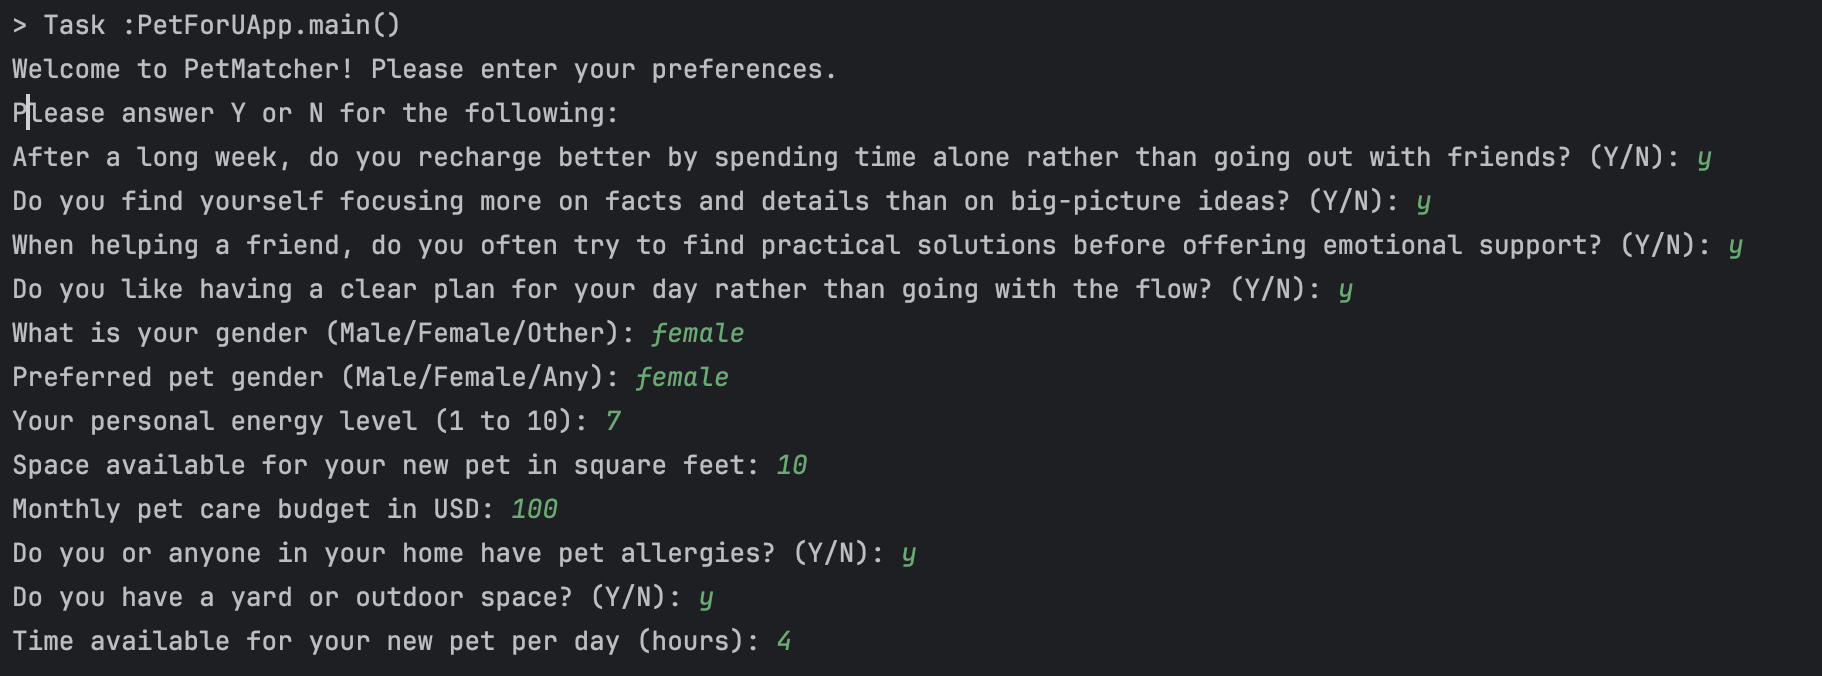 > Task :PetForUApp.main()
Welcome to PetMatcher! Please enter your preferences.
Please answer Y or N for the following:
After a long week, do you recharge better by spending time alone rather than going out with friends? (Y/N): y
Do you find yourself focusing more on facts and details than on big-picture ideas? (Y/N): y
When helping a friend, do you often try to find practical solutions before offering emotional support? (Y/N): y
Do you like having a clear plan for your day rather than going with the flow? (Y/N): y
What is your gender (Male/Female/Other): female
Preferred pet gender (Male/Female/Any): female
Your personal energy level (1 to 10): 7
Space available for your new pet in square feet: 10
Monthly pet care budget in USD: 100
Do you or anyone in your home have pet allergies? (Y/N): y
Do you have a yard or outdoor space? (Y/N): y
Time available for your new pet per day (hours): 4